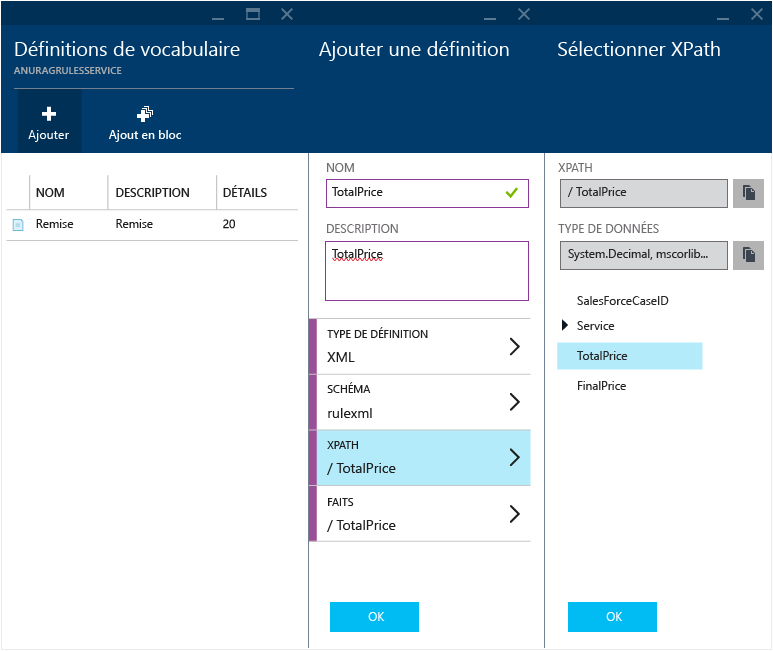 Définitions de vocabulaire
ANURAGRULESSERVICE
Ajouter
Ajout en bloc
NOM DESCRIPTION DÉTAILS
Remise Remise 20
Ajouter une définition
NOM
TotalPrice
DESCRIPTION
TotalPrice
TYPE DE DÉFINITION
XML
SCHÉMA
rulexml
XPATH
/ TotalPrice
FAITS
/ TotalPrice
OK
Sélectionner XPath
XPATH
/ TotalPrice
TYPE DE DONNÉES
System.Decimal, mscorlib...
SalesForceCaseID
Service
TotalPrice
FinalPrice
OK